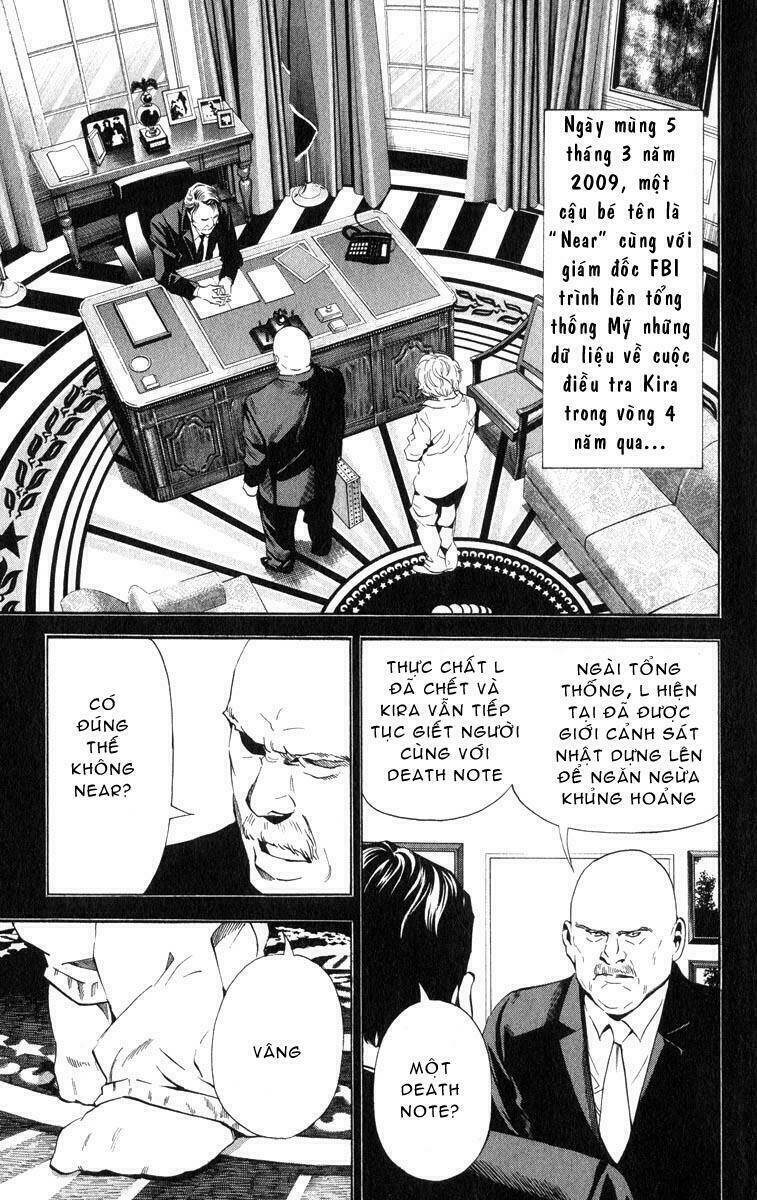 Ngày mùng 5
tháng 3 năm
2009, một
cậu bé tên là
"Near" cùng với
giám đốc FBI
trình lên tổng
thống Mỹ những
dữ liệu về cuộc
điều tra Kira
trong vòng 4
năm qua...
NGÀI TỔNG
THỐNG, L HIỆN
TẠI ĐÃ ĐƯỢC
GIỚI CẢNH SÁT
NHẬT DỰNG LÊN
ĐỂ NGĂN NGỪA
KHỦNG HOẢNG
THỰC CHẤT L
ĐÃ CHẾT VÀ
KIRA VẪN TIẾP
TỤC GIẾT NGƯỜI
CÙNG VỚI
DEATH NOTE
MỘT
DEATH
NOTE?
CÓ
ĐÚNG
THẾ
KHÔNG
NEAR?
VÂNG